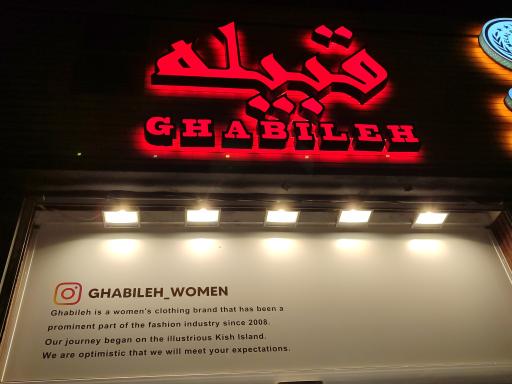 قبیله
GHABILEH
GHABILEH_WOMEN
Ghabileh is a women's clothing brand that has been a
prominent part of the fashion industry since 2008.
Our journey began on the illustrious Kish Island.
We are optimistic that we will meet your expectations.